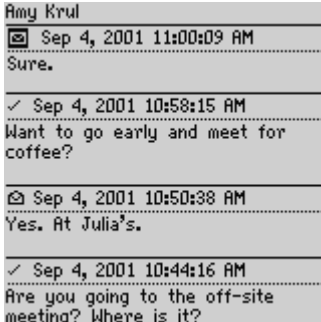 Amy Krul
Sep 4, 2001 11:00:09 AM
Sure.
✓ Sep 4, 2001 10:58:15 AM
Want to go early and meet for
coffee?
Sep 4, 2001 10:50:38 AM
Yes. At Julia's.
✓ Sep 4, 2001 10:44:16 AM
Are you going to the off-site
meeting? Where is it?